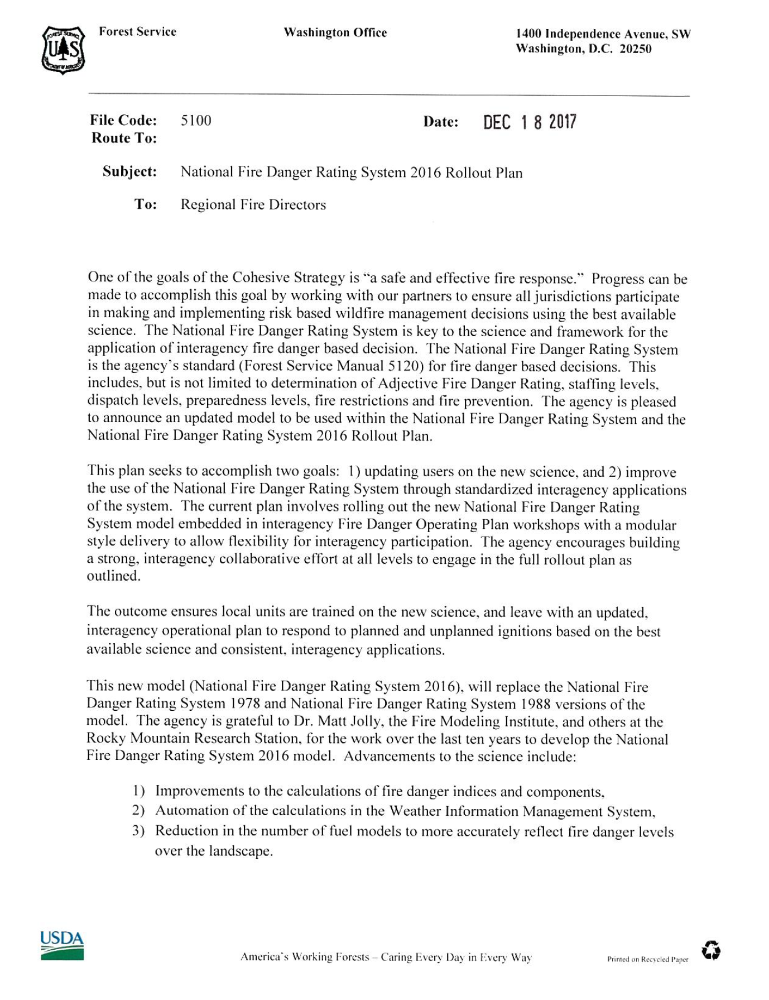 FOREST SERVICE
U S
DEPARTMENT OF AGRICULTURE
Forest Service
Washington Office
1400 Independence Avenue, SW
Washington, D.C. 20250
File Code: 5100
Date: DEC 18 2017
Route To:
Subject: National Fire Danger Rating System 2016 Rollout Plan
To: Regional Fire Directors
One of the goals of the Cohesive Strategy is “a safe and effective fire response.” Progress can be
made to accomplish this goal by working with our partners to ensure all jurisdictions participate
in making and implementing risk based wildfire management decisions using the best available
science. The National Fire Danger Rating System is key to the science and framework for the
application of interagency fire danger based decision. The National Fire Danger Rating System
is the agency's standard (Forest Service Manual 5120) for fire danger based decisions. This
includes, but is not limited to determination of Adjective Fire Danger Rating, staffing levels,
dispatch levels, preparedness levels, fire restrictions and fire prevention. The agency is pleased
to announce an updated model to be used within the National Fire Danger Rating System and the
National Fire Danger Rating System 2016 Rollout Plan.
This plan seeks to accomplish two goals: 1) updating users on the new science, and 2) improve
the use of the National Fire Danger Rating System through standardized interagency applications
of the system. The current plan involves rolling out the new National Fire Danger Rating
System model embedded in interagency Fire Danger Operating Plan workshops with a modular
style delivery to allow flexibility for interagency participation. The agency encourages building
a strong, interagency collaborative effort at all levels to engage in the full rollout plan as
outlined.
The outcome ensures local units are trained on the new science, and leave with an updated,
interagency operational plan to respond to planned and unplanned ignitions based on the best
available science and consistent, interagency applications.
This new model (National Fire Danger Rating System 2016), will replace the National Fire
Danger Rating System 1978 and National Fire Danger Rating System 1988 versions of the
model. The agency is grateful to Dr. Matt Jolly, the Fire Modeling Institute, and others at the
Rocky Mountain Research Station, for the work over the last ten years to develop the National
Fire Danger Rating System 2016 model. Advancements to the science include:
1) Improvements to the calculations of fire danger indices and components,
2) Automation of the calculations in the Weather Information Management System,
3) Reduction in the number of fuel models to more accurately reflect fire danger levels
over the landscape.
USDA
America's Working Forests – Caring Every Day in Every Way
Printed on Recycled Paper